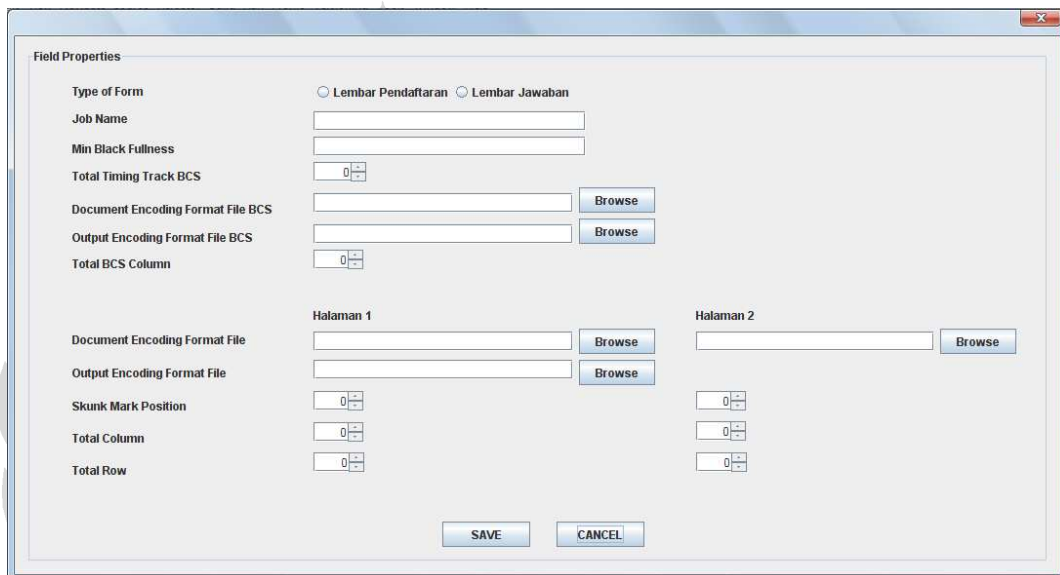 Field Properties
Type of Form Lembar Pendaftaran Lembar Jawaban
Job Name
Min Black Fullness
Total Timing Track BCS 0
Document Encoding Format File BCS Browse
Output Encoding Format File BCS Browse
Total BCS Column 0
Halaman 1 Halaman 2
Document Encoding Format File Browse Browse
Output Encoding Format File Browse
Skunk Mark Position 0 0
Total Column 0 0
Total Row 0 0
SAVE CANCEL